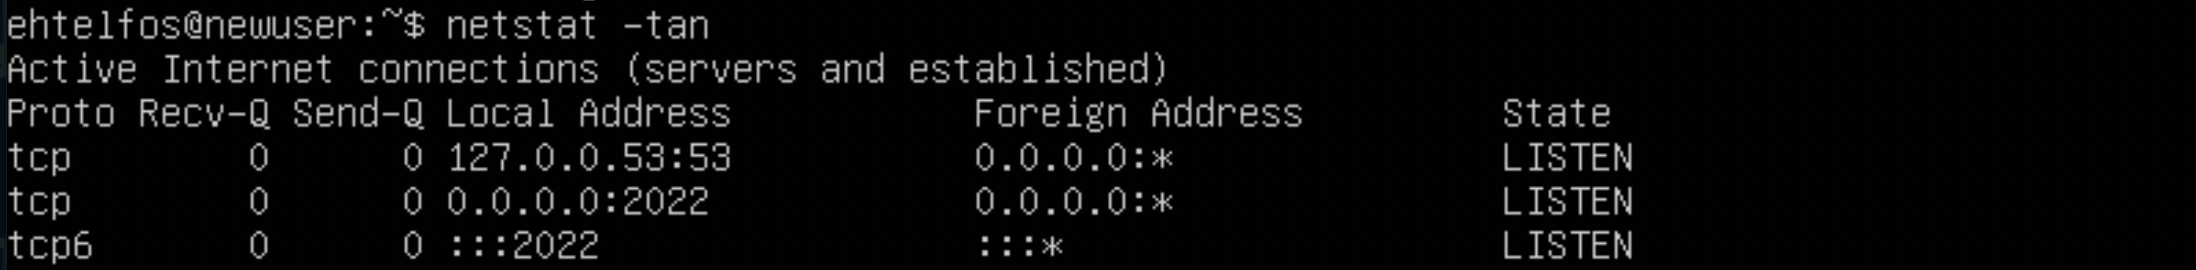 ehtelfos@newuser:~$ netstat -tan
Active Internet connections (servers and established)
Proto Recv-Q Send-Q Local Address           Foreign Address         State
tcp        0      0 127.0.0.53:53           0.0.0.0:*               LISTEN
tcp        0      0 0.0.0.0:2022            0.0.0.0:*               LISTEN
tcp6       0      0 :::2022                 :::*                    LISTEN